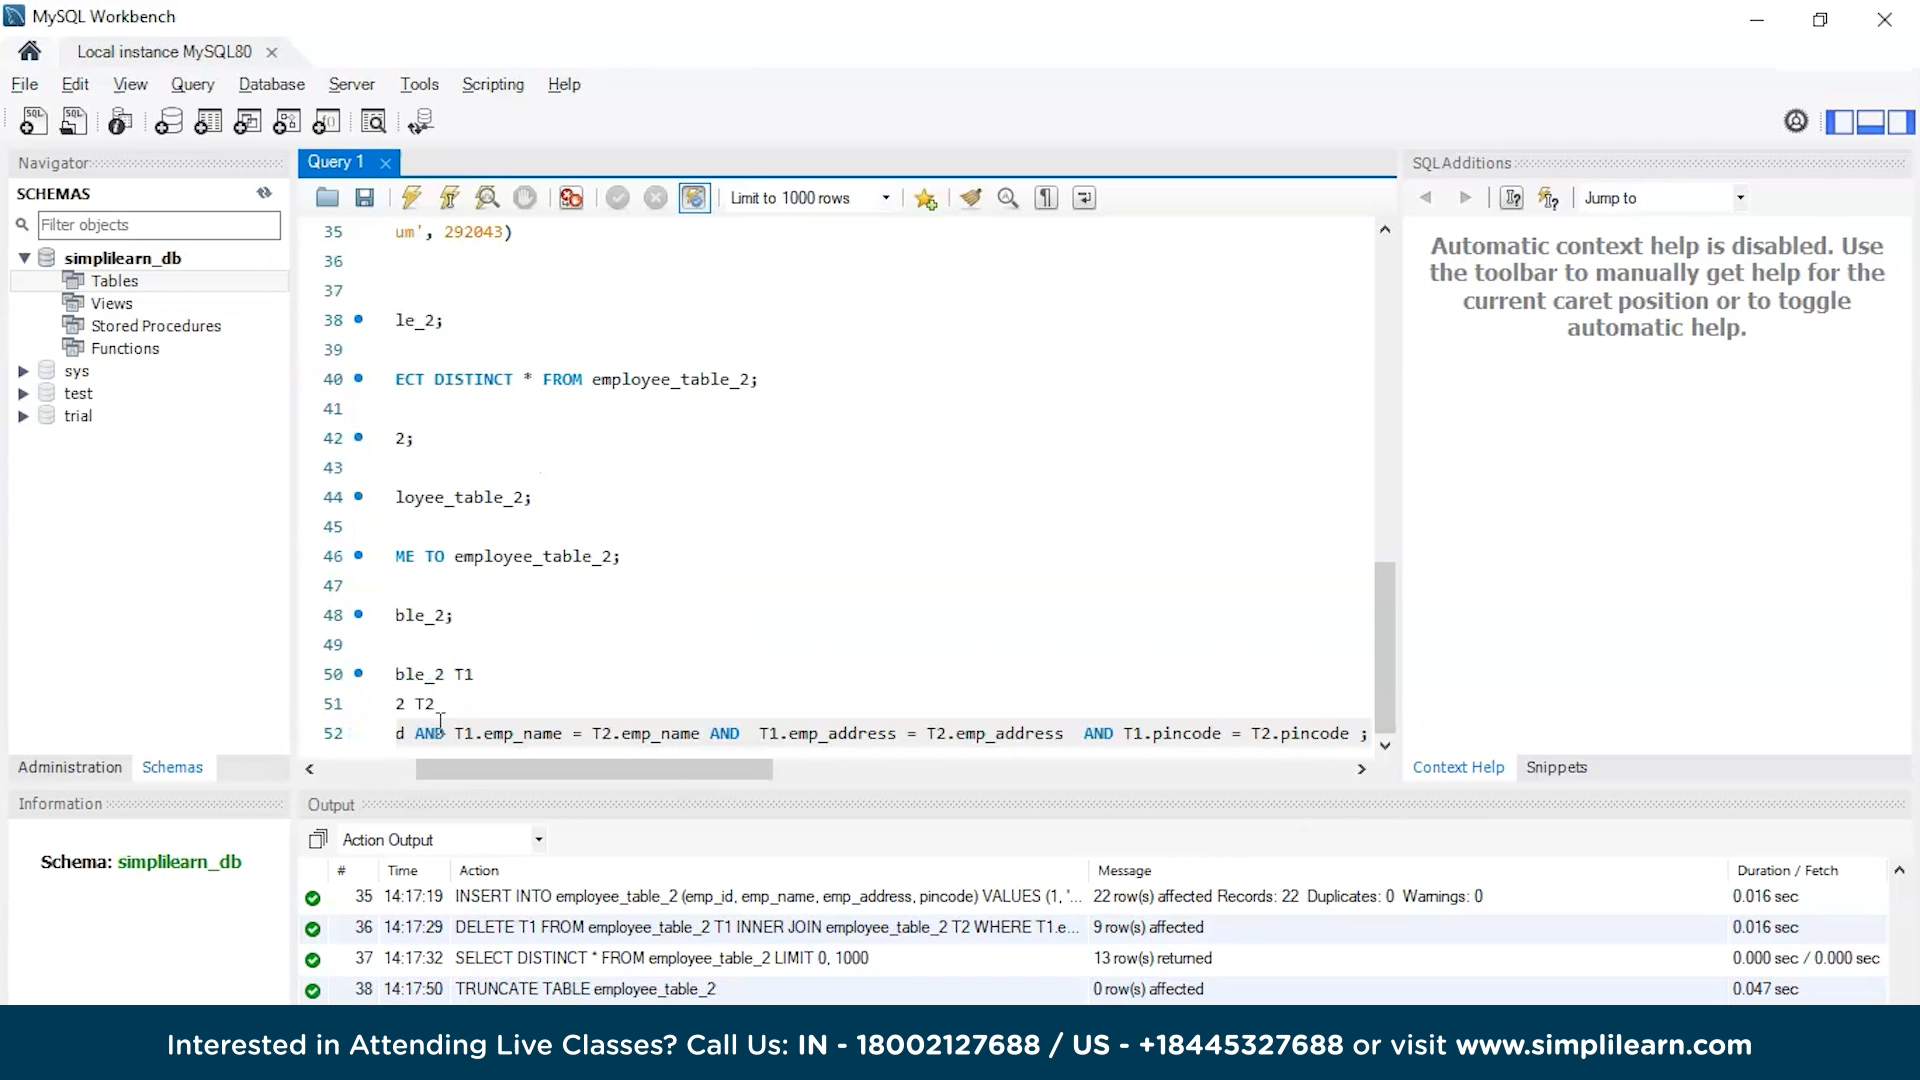 MySQL Workbench
Local instance MySQL80
File Edit View Query Database Server Tools Scripting Help
Navigator
SCHEMAS
Filter objects
simplilearn_db
Tables
Views
Stored Procedures
Functions
sys
test
trial
Administration Schemas
Information
Schema: simplilearn_db
Query 1
Limit to 1000 rows
35 um', 292043)
36
37
38 le_2;
39
40 ECT DISTINCT * FROM employee_table_2;
41
42 2;
43
44 loyee_table_2;
45
46 ME TO employee_table_2;
47
48 ble_2;
49
50 ble_2 T1
51 2 T2
52 d AND T1.emp_name = T2.emp_name AND T1.emp_address = T2.emp_address AND T1.pincode = T2.pincode ;
SQLAdditions
Jump to
Automatic context help is disabled. Use
the toolbar to manually get help for the
current caret position or to toggle
automatic help.
Context Help Snippets
Output
Action Output
# Time Action Message Duration / Fetch
35 14:17:19 INSERT INTO employee_table_2 (emp_id, emp_name, emp_address, pincode) VALUES (1, '... 22 row(s) affected Records: 22 Duplicates: 0 Warnings: 0 0.016 sec
36 14:17:29 DELETE T1 FROM employee_table_2 T1 INNER JOIN employee_table_2 T2 WHERE T1.e... 9 row(s) affected 0.016 sec
37 14:17:32 SELECT DISTINCT * FROM employee_table_2 LIMIT 0, 1000 13 row(s) returned 0.000 sec / 0.000 sec
38 14:17:50 TRUNCATE TABLE employee_table_2 0 row(s) affected 0.047 sec
Interested in Attending Live Classes? Call Us: IN - 18002127688 / US - +18445327688 or visit www.simplilearn.com